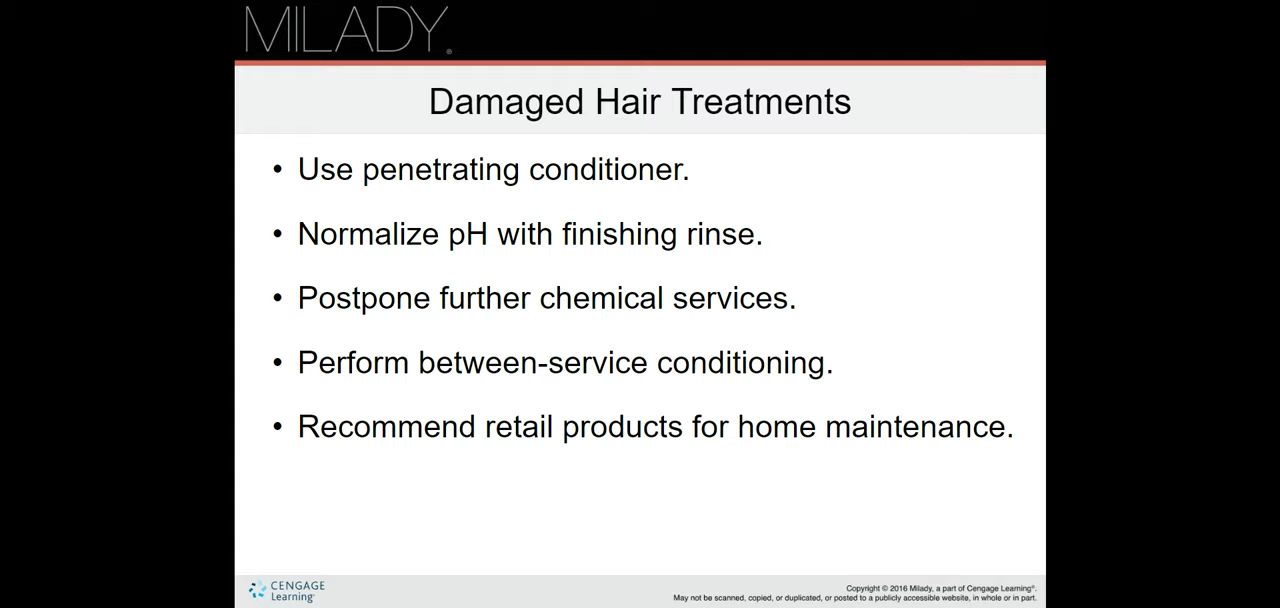 MILADY®
Damaged Hair Treatments
• Use penetrating conditioner.
• Normalize pH with finishing rinse.
• Postpone further chemical services.
• Perform between-service conditioning.
• Recommend retail products for home maintenance.
CENGAGE
Learning®
Copyright © 2016 Milady, a part of Cengage Learning®.
May not be scanned, copied, or duplicated, or posted to a publicly accessible website, in whole or in part.